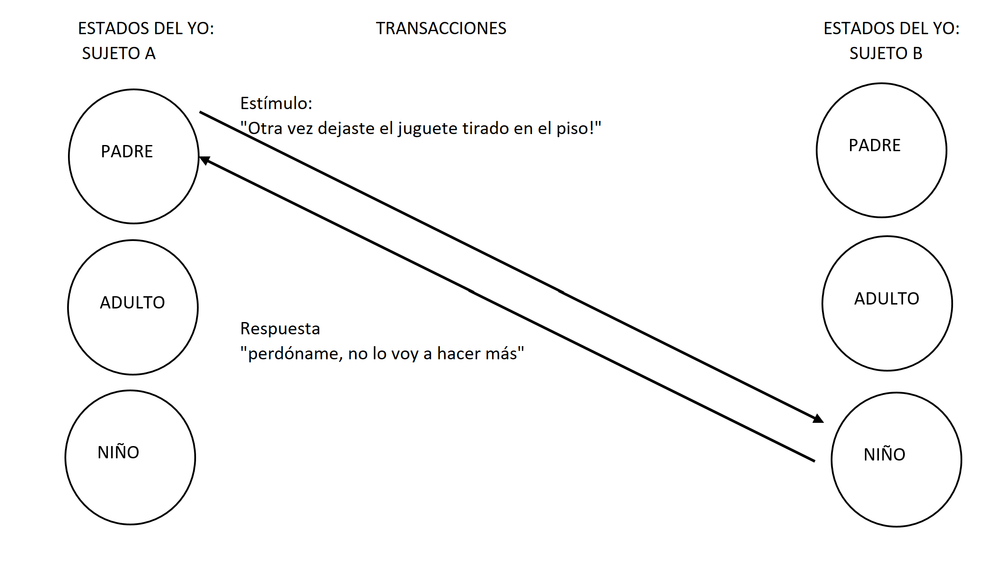 ESTADOS DEL YO:
SUJETO A
TRANSACCIONES
ESTADOS DEL YO:
SUJETO B
Estímulo:
"Otra vez dejaste el juguete tirado en el piso!"
PADRE
PADRE
ADULTO
ADULTO
Respuesta
"perdóname, no lo voy a hacer más"
NIÑO
NIÑO